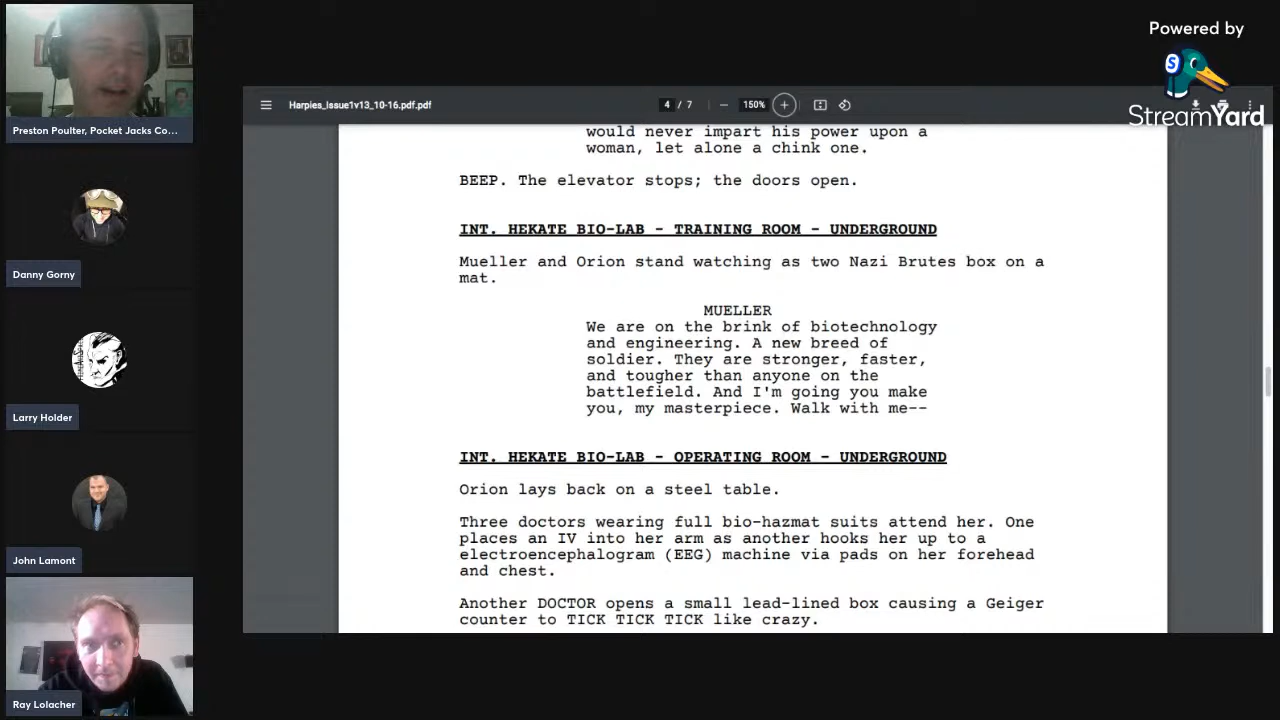 Powered by
StreamYard
Preston Poulter, Pocket Jacks Co...
Danny Gorny
Larry Holder
John Lamont
Ray Lolacher
Harpies_Issue1v13_10-16.pdf.pdf
4 / 7
150%
would never impart his power upon a
woman, let alone a chink one.
BEEP. The elevator stops; the doors open.
INT. HEKATE BIO-LAB - TRAINING ROOM - UNDERGROUND
Mueller and Orion stand watching as two Nazi Brutes box on a
mat.
MUELLER
We are on the brink of biotechnology
and engineering. A new breed of
soldier. They are stronger, faster,
and tougher than anyone on the
battlefield. And I'm going you make
you, my masterpiece. Walk with me--
INT. HEKATE BIO-LAB - OPERATING ROOM - UNDERGROUND
Orion lays back on a steel table.
Three doctors wearing full bio-hazmat suits attend her. One
places an IV into her arm as another hooks her up to a
electroencephalogram (EEG) machine via pads on her forehead
and chest.
Another DOCTOR opens a small lead-lined box causing a Geiger
counter to TICK TICK TICK like crazy.